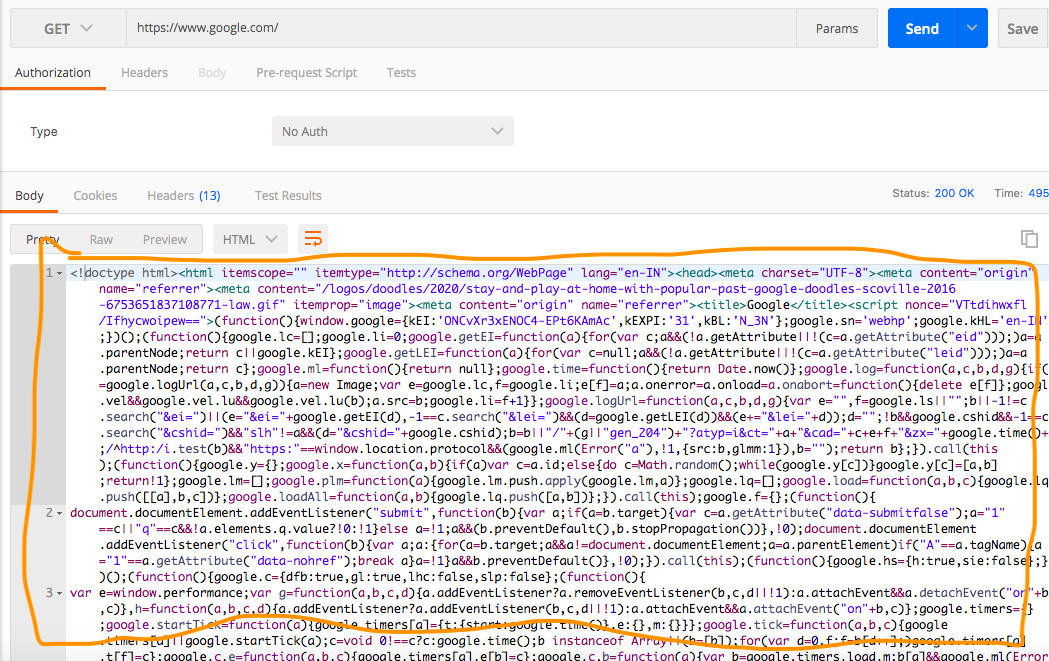 GET https://www.google.com/ Params Send Save
Authorization Headers Body Pre-request Script Tests
Type No Auth
Body Cookies Headers (13) Test Results Status: 200 OK Time: 495
Pretty Raw Preview HTML
1 <!doctype html><html itemscope="" itemtype="http://schema.org/WebPage" lang="en-IN"><head><meta charset="UTF-8"><meta content="origin"
name="referrer"><meta content="/logos/doodles/2020/stay-and-play-at-home-with-popular-past-google-doodles-scoville-2016
-6753651837108771-law.gif" itemprop="image"><meta content="origin" name="referrer"><title>Google</title><script nonce="VTtdihwxfl
/Ifhycwoipew==">(function(){window.google={kEI:'ONCvXr3xENOC4-EPt6KAmAc',kEXPI:'31',kBL:'N_3N'};google.sn='webhp';google.kHL='en-IN'
;})();(function(){google.lc=[];google.li=0;google.getEI=function(a){for(var c;a&&(!a.getAttribute||!(c=a.getAttribute("eid")));)a=a
.parentNode;return c||google.kEI};google.getLEI=function(a){for(var c=null;a&&(!a.getAttribute||!(c=a.getAttribute("leid")));)a=a
.parentNode;return c};google.ml=function(){return null};google.time=function(){return Date.now()};google.log=function(a,c,b,d,g){if(
=google.logUrl(a,c,b,d,g)){a=new Image;var e=google.lc,f=google.li;e[f]=a;a.onerror=a.onload=a.onabort=function(){delete e[f]};googl
.vel&&google.vel.lu&&google.vel.lu(b);a.src=b;google.li=f+1}};google.logUrl=function(a,c,b,d,g){var e="",f=google.ls||"";b||-1!=c
.search("&ei=")||(e="&ei="+google.getEI(d),-1==c.search("&lei=")&&(d=google.getLEI(d))&&(e+="&lei="+d));d="";!b&&google.cshid&&-1==c
.search("&cshid=")&&"slh"!=a&&(d="&cshid="+google.cshid);b=b||"/"+(g||"gen_204")+"?atyp=i&ct="+a+"&cad="+c+e+f+"&zx="+google.time()+
;/^http:/i.test(b)&&"https:"==window.location.protocol&&(google.ml(Error("a"),!1,{src:b,glmm:1}),b="");return b};}).call(this
);(function(){google.y={};google.x=function(a,b){if(a)var c=a.id;else{do c=Math.random();while(google.y[c])}google.y[c]=[a,b]
;return!1};google.lm=[];google.plm=function(a){google.lm.push.apply(google.lm,a)};google.lq=[];google.load=function(a,b,c){google.lq
.push([[a],b,c])};google.loadAll=function(a,b){google.lq.push([a,b])};}).call(this);google.f={};(function(){
2 document.documentElement.addEventListener("submit",function(b){var a;if(a=b.target){var c=a.getAttribute("data-submitfalse");a="1"
==c||"q"==c&&!a.elements.q.value?!0:!1}else a=!1;a&&(b.preventDefault(),b.stopPropagation())},!0);document.documentElement
.addEventListener("click",function(b){var a;a:{for(a=b.target;a&&a!=document.documentElement;a=a.parentElement)if("A"==a.tagName){a
="1"==a.getAttribute("data-nohref");break a}a=!1}a&&b.preventDefault()},!0);}).call(this);(function(){google.hs={h:true,sie:false};}
)();(function(){google.c={dfb:true,gl:true,lhc:false,slp:false};(function(){
3 var e=window.performance;var g=function(a,b,c,d){a.addEventListener?a.removeEventListener(b,c,d||!1):a.attachEvent&&a.detachEvent("on"+b
,c)},h=function(a,b,c,d){a.addEventListener?a.addEventListener(b,c,d||!1):a.attachEvent&&a.attachEvent("on"+b,c)};google.timers={}
;google.startTick=function(a){google.timers[a]={t:{start:google.time()},e:{},m:{}}};google.tick=function(a,b,c){google
.timers[a]||google.startTick(a);c=void 0!==c?c:google.time();b instanceof Array||(b=[b]);for(var d=0,f;f=b[d++];)google.timers[a]
.t[f]=c};google.c.e=function(a,b,c){google.timers[a].e[b]=c};google.c.b=function(a){var b=google.timers.load.m;b[a]&&google.ml(Error